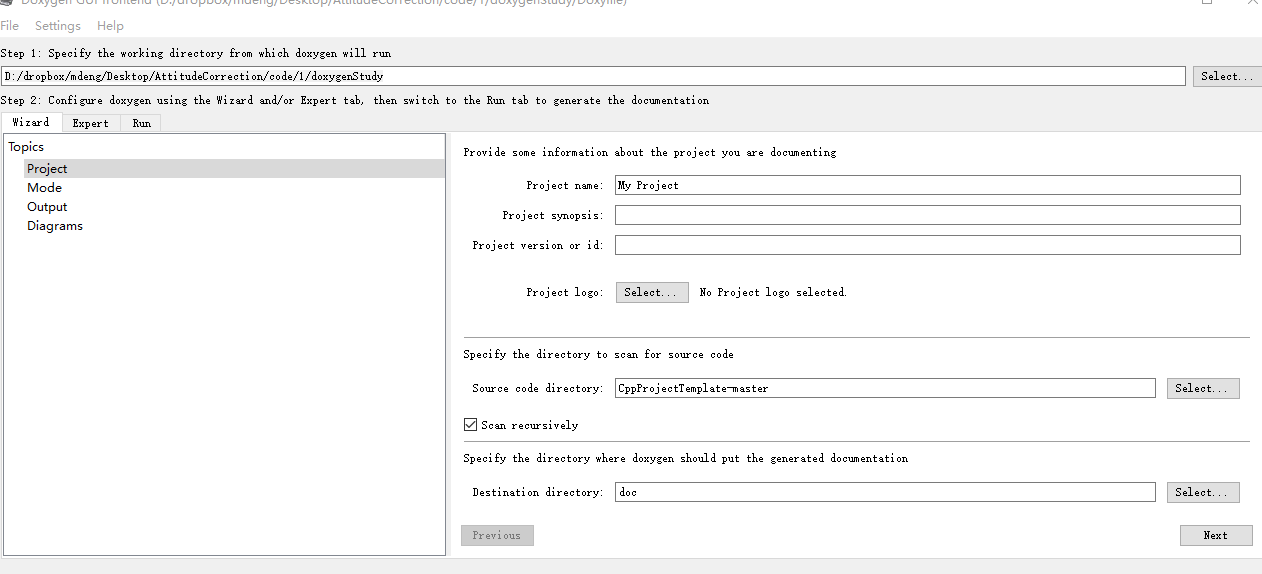 Doxygen GUI frontend (D:/dropbox/mdeng/Desktop/AttitudeCorrection/code/1/doxygenStudy/Doxyfile)
File Settings Help
Step 1: Specify the working directory from which doxygen will run
D:/dropbox/mdeng/Desktop/AttitudeCorrection/code/1/doxygenStudy Select...
Step 2: Configure doxygen using the Wizard and/or Expert tab, then switch to the Run tab to generate the documentation
Wizard Expert Run
Topics
Project
Mode
Output
Diagrams
Provide some information about the project you are documenting
Project name: My Project
Project synopsis:
Project version or id:
Project logo: Select... No Project logo selected.
Specify the directory to scan for source code
Source code directory: CppProjectTemplate-master Select...
Scan recursively
Specify the directory where doxygen should put the generated documentation
Destination directory: doc Select...
Previous Next